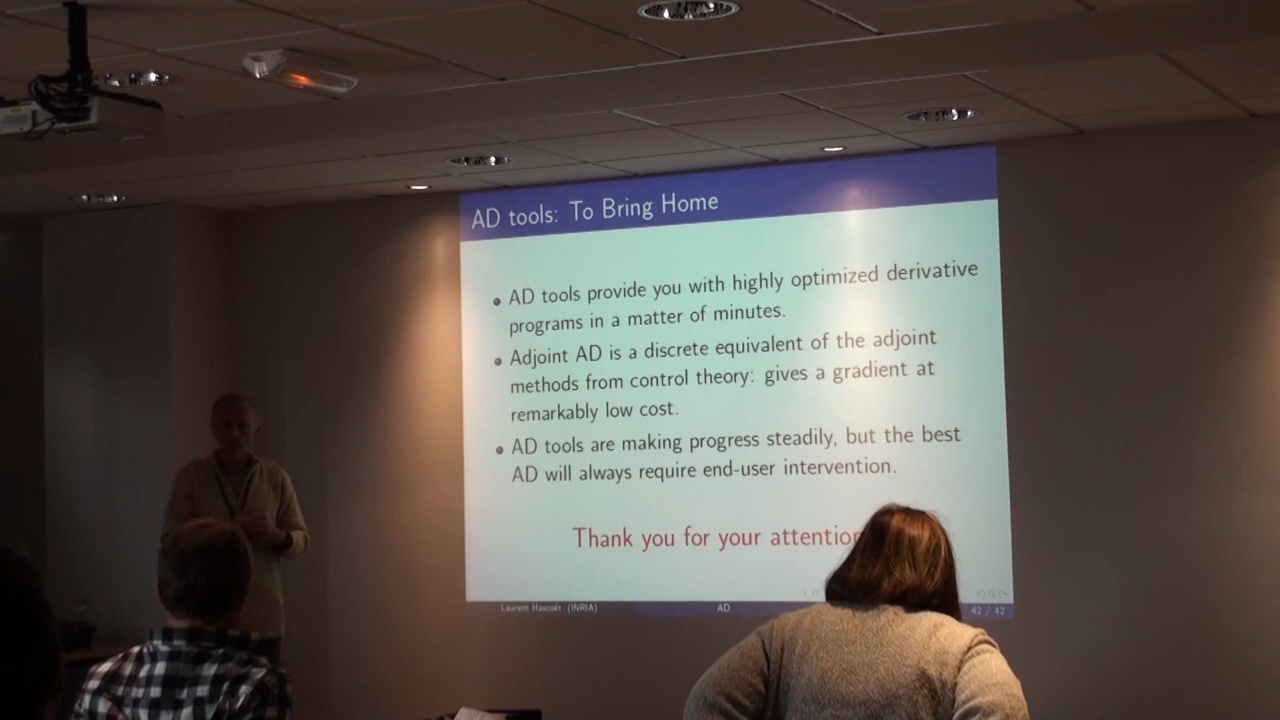 AD tools: To Bring Home
AD tools provide you with highly optimized derivative
programs in a matter of minutes.
Adjoint AD is a discrete equivalent of the adjoint
methods from control theory: gives a gradient at
remarkably low cost.
AD tools are making progress steadily, but the best
AD will always require end-user intervention.
Thank you for your attention
Laurent Hascoët (INRIA) AD 42 / 42